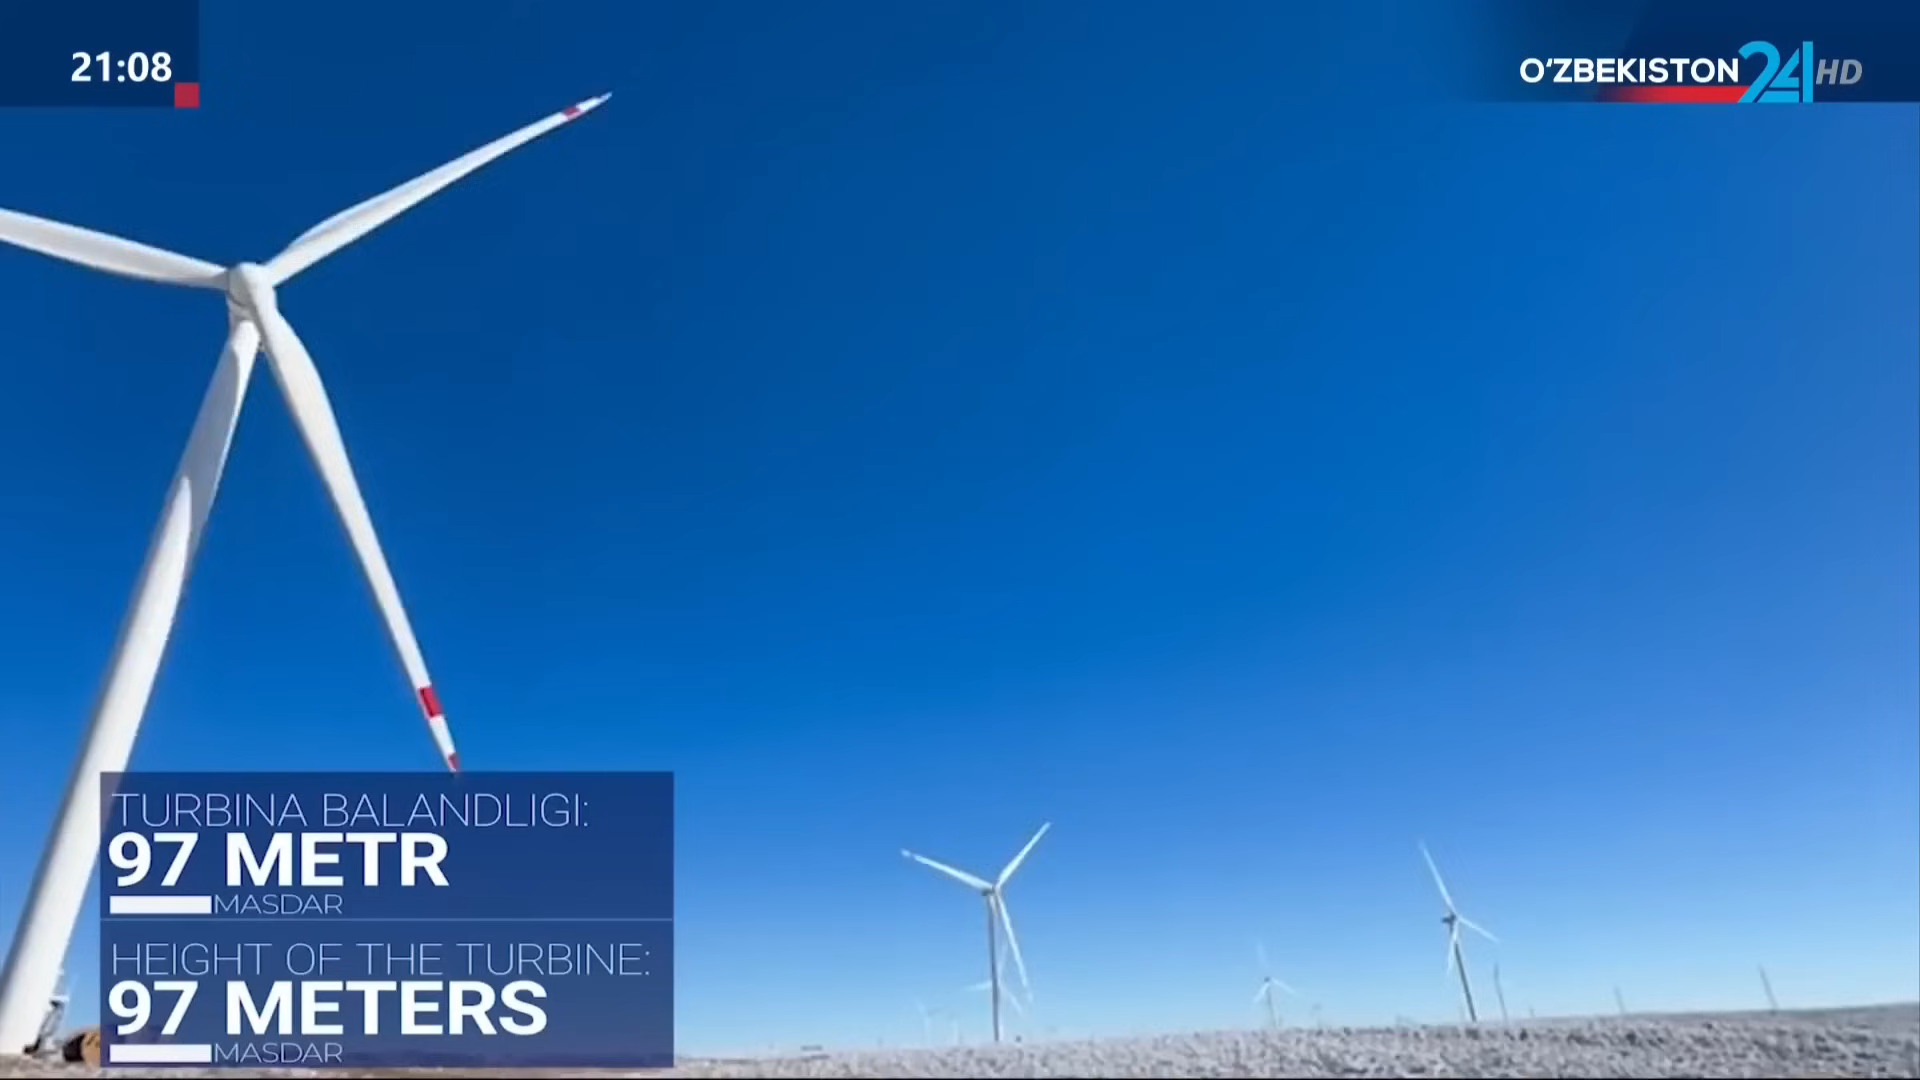 21:08
O‘ZBEKISTON 24 HD
TURBINA BALANDLIGI:
97 METR
MASDAR
HEIGHT OF THE TURBINE:
97 METERS
MASDAR